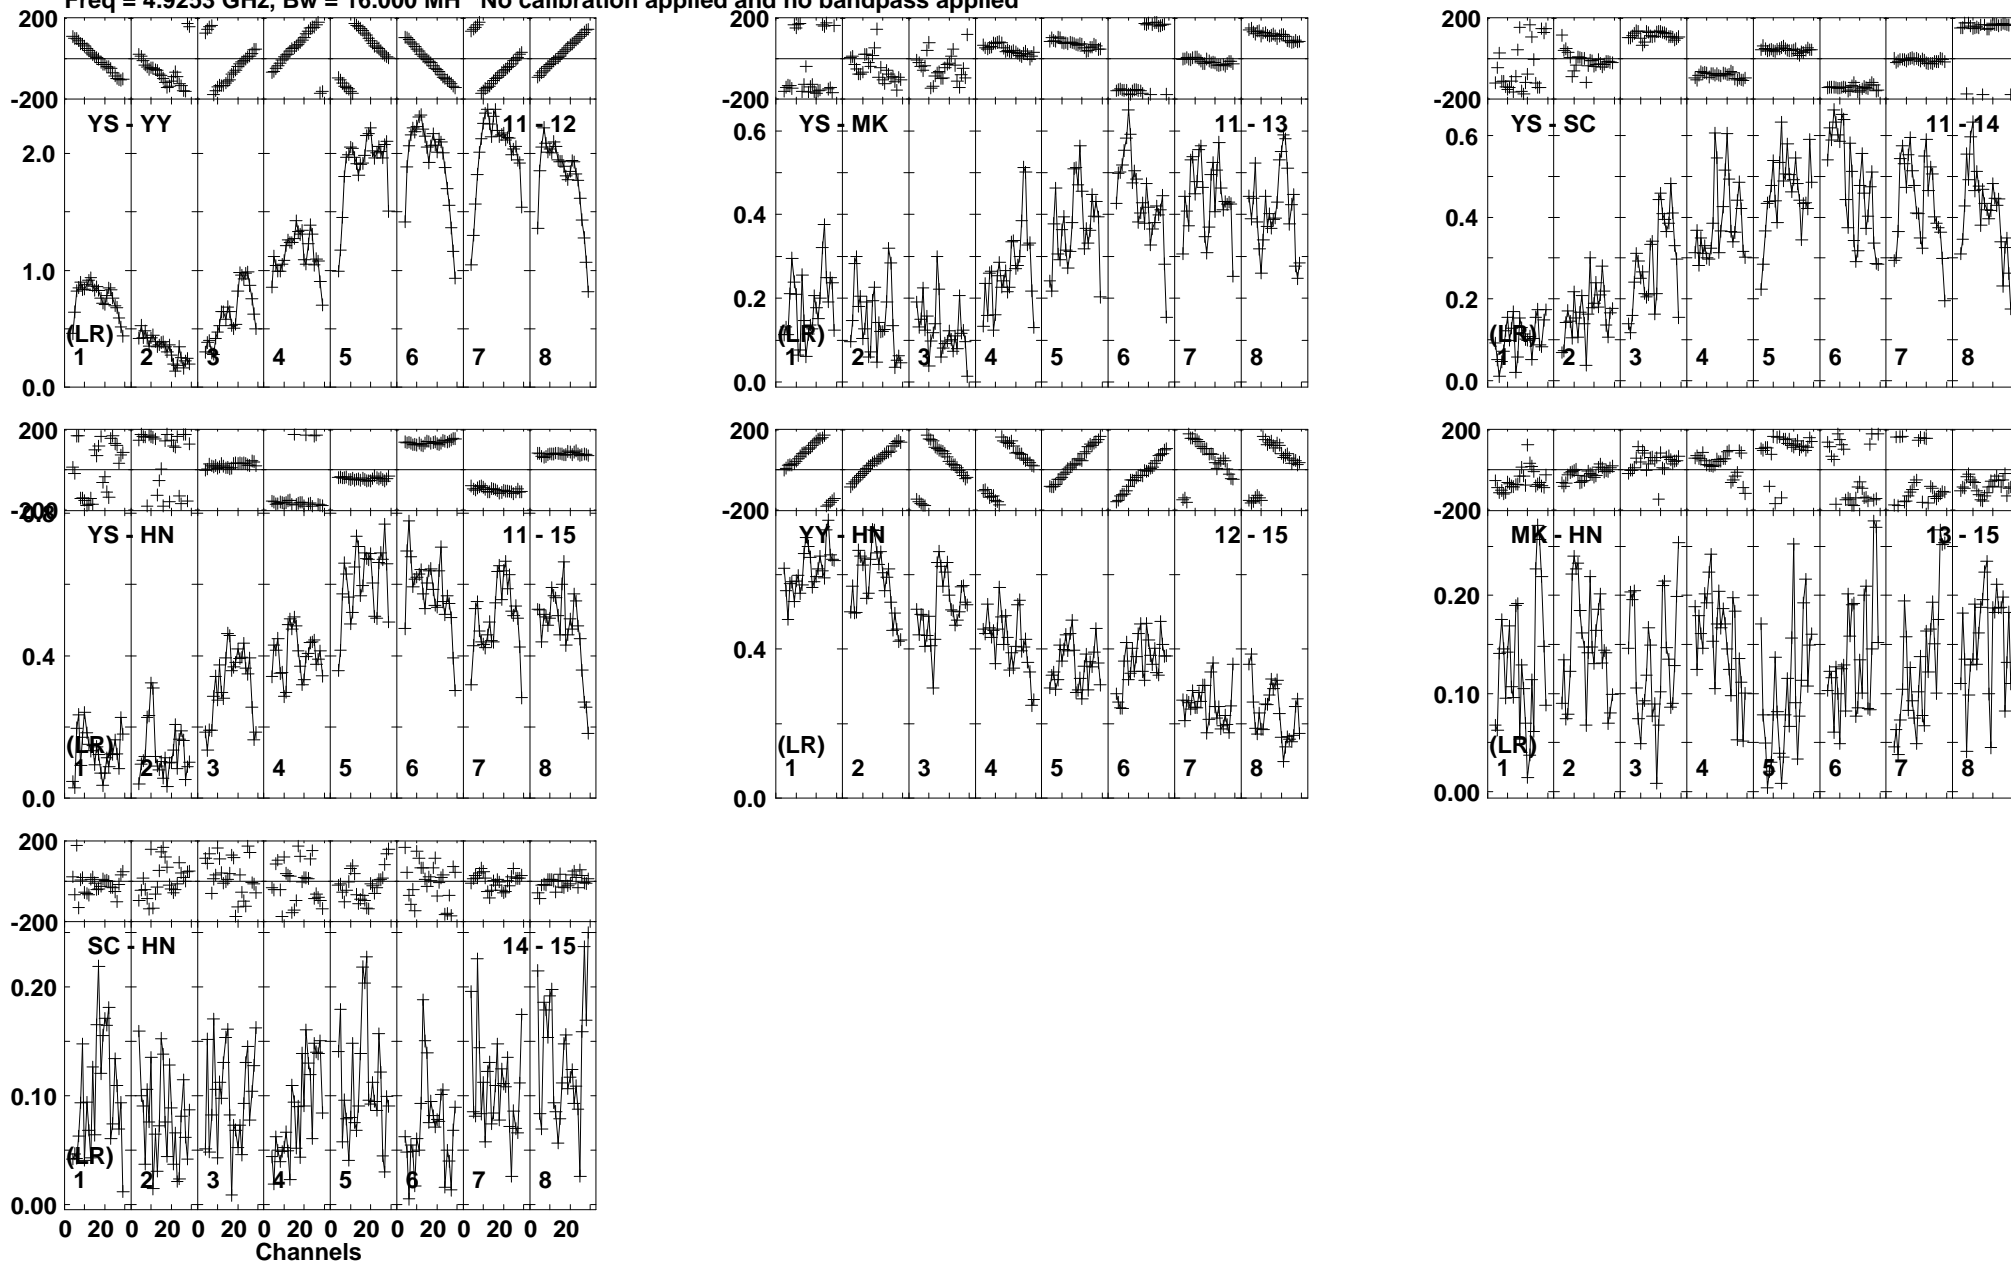 Freq = 4.9253 GHz, Bw = 16.000 MH No calibration applied and no bandpass applied
200
-200
YS - YY 11 - 12
2.0
1.0
0.0
(LR)
1 2 3 4 5 6 7 8
200
-200
YS - MK 11 - 13
0.6
0.4
0.2
0.0
(LR)
1 2 3 4 5 6 7 8
200
-200
YS - SC 11 - 14
0.6
0.4
0.2
0.0
(LR)
1 2 3 4 5 6 7 8
200
-200
0.8
YS - HN 11 - 15
0.4
0.0
(LR)
1 2 3 4 5 6 7 8
200
-200
YY - HN 12 - 15
0.4
0.0
(LR)
1 2 3 4 5 6 7 8
200
-200
MK - HN 13 - 15
0.20
0.10
0.00
(LR)
1 2 3 4 5 6 7 8
200
-200
SC - HN 14 - 15
0.20
0.10
0.00
(LR)
1 2 3 4 5 6 7 8
0 20 0 20 0 20 0 20 0 20 0 20 0 20 0 20
Channels